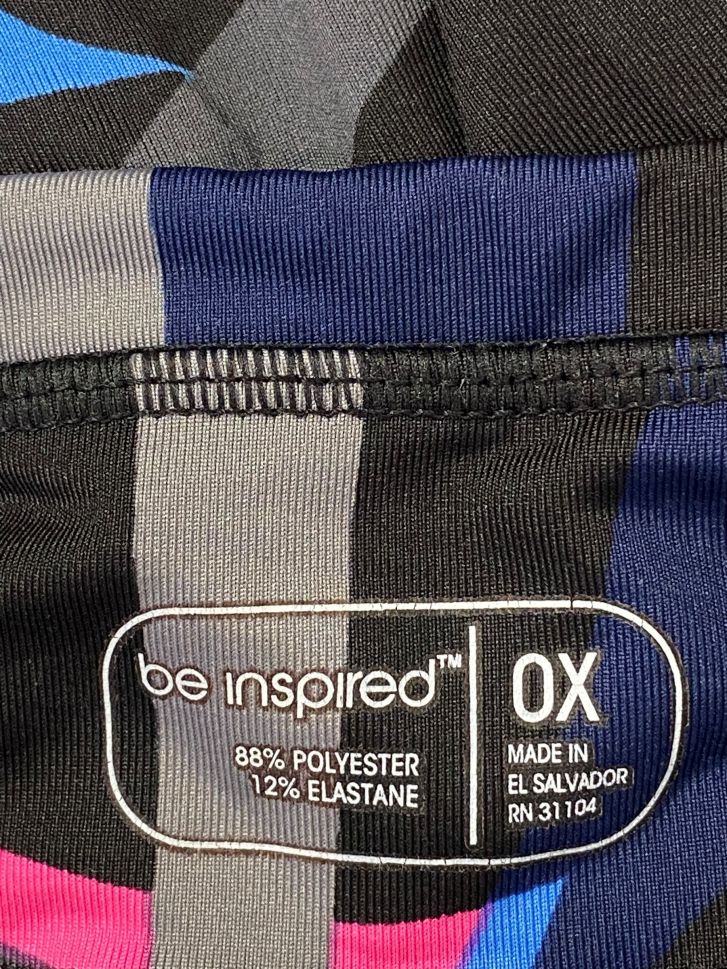 be inspired™
88% POLYESTER
12% ELASTANE
0X
MADE IN
EL SALVADOR
RN 31104